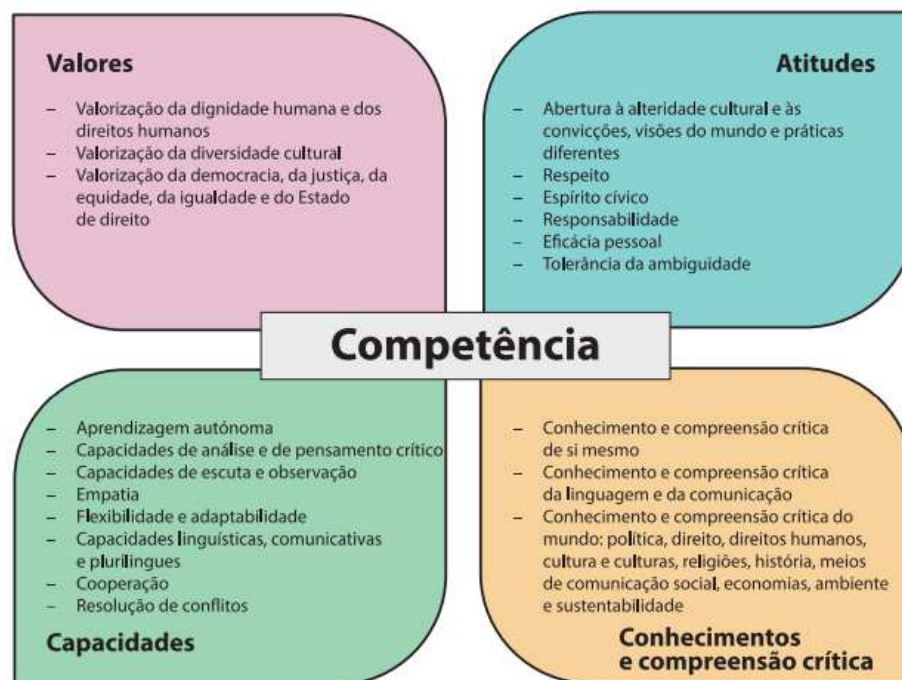 Valores
– Valorização da dignidade humana e dos
direitos humanos
– Valorização da diversidade cultural
– Valorização da democracia, da justiça, da
equidade, da igualdade e do Estado
de direito
Atitudes
– Abertura à alteridade cultural e às
convicções, visões do mundo e práticas
diferentes
– Respeito
– Espírito cívico
– Responsabilidade
– Eficácia pessoal
– Tolerância da ambiguidade
Competência
– Aprendizagem autónoma
– Capacidades de análise e de pensamento crítico
– Capacidades de escuta e observação
– Empatia
– Flexibilidade e adaptabilidade
– Capacidades linguísticas, comunicativas
e plurilingues
– Cooperação
– Resolução de conflitos
Capacidades
– Conhecimento e compreensão crítica
de si mesmo
– Conhecimento e compreensão crítica
da linguagem e da comunicação
– Conhecimento e compreensão crítica do
mundo: política, direito, direitos humanos,
cultura e culturas, religiões, história, meios
de comunicação social, economias, ambiente
e sustentabilidade
Conhecimentos
e compreensão crítica